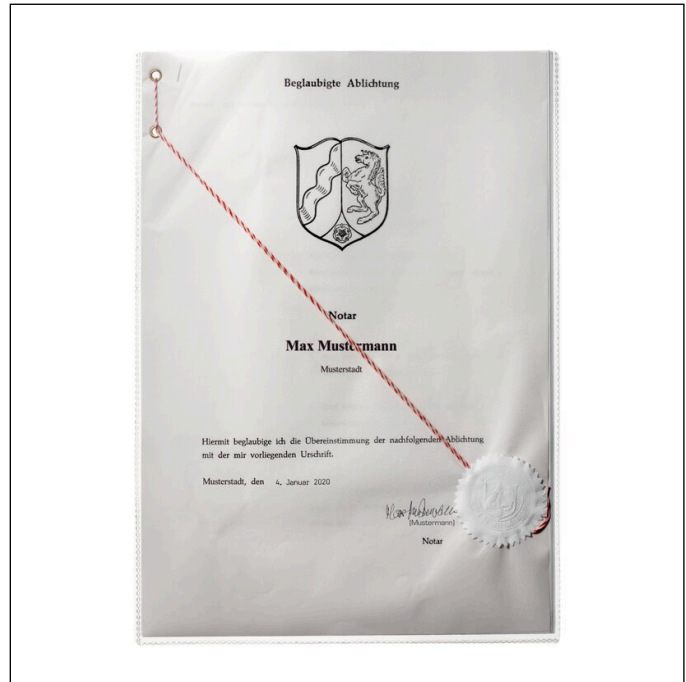 Beglaubigte Ablichtung
Notar
Max Mustermann
Musterstadt
Hiermit beglaubige ich die Übereinstimmung der nachfolgenden Ablichtung
mit der mir vorliegenden Urschrift.
Musterstadt, den 4. Januar 2020
(Mustermann)
Notar